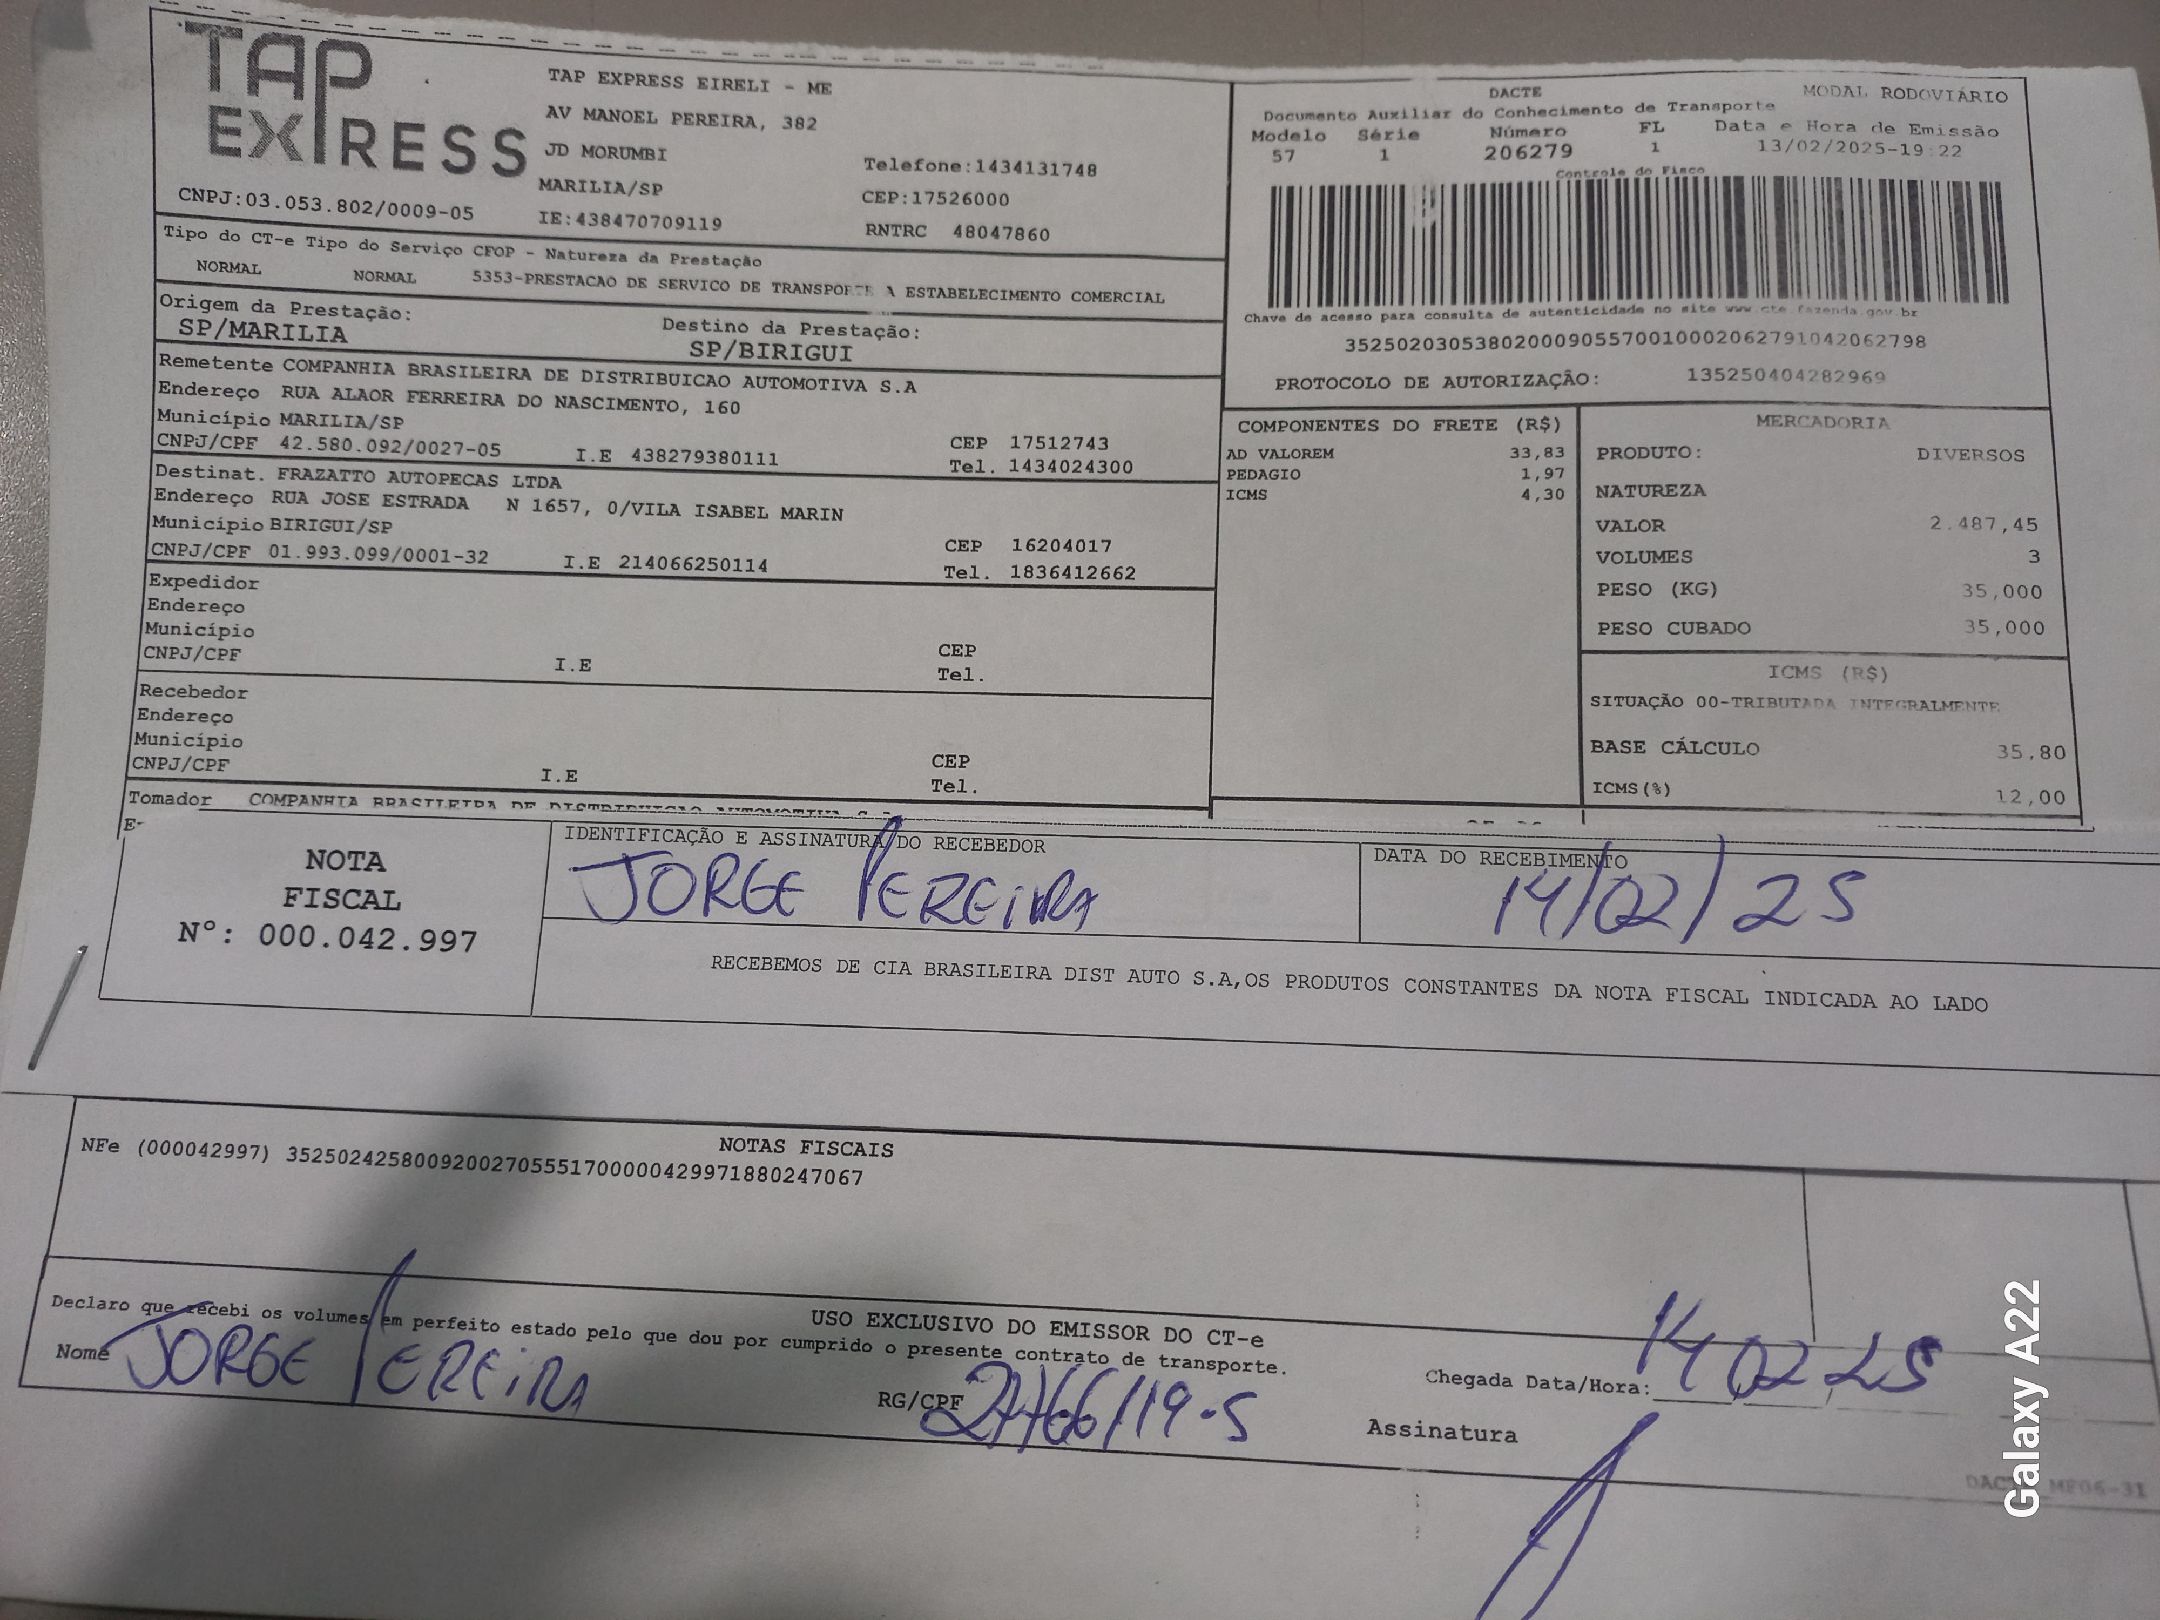 TAP
EXPRESS
CNPJ:03.053.802/0009-05
TAP EXPRESS EIRELI - ME
AV MANOEL PEREIRA, 382
JD MORUMBI
MARILIA/SP
IE:438470709119
Telefone:1434131748
CEP:17526000
RNTRC 48047860
DACTE MODAL RODOVIÁRIO
Documento Auxiliar do Conhecimento de Transporte
Modelo Série Número FL Data e Hora de Emissão
57 1 206279 1 13/02/2025-19:22
Controle do Fisco
Chave de acesso para consulta de autenticidade no site www.cte.fazenda.gov.br
35250203053802000905570010002062791042062798
PROTOCOLO DE AUTORIZAÇÃO: 135250404282969
Tipo do CT-e Tipo do Serviço CFOP - Natureza da Prestação
NORMAL NORMAL 5353-PRESTACAO DE SERVICO DE TRANSPORTE A ESTABELECIMENTO COMERCIAL
Origem da Prestação: Destino da Prestação:
SP/MARILIA SP/BIRIGUI
Remetente COMPANHIA BRASILEIRA DE DISTRIBUICAO AUTOMOTIVA S.A
Endereço RUA ALAOR FERREIRA DO NASCIMENTO, 160
Município MARILIA/SP CEP 17512743
CNPJ/CPF 42.580.092/0027-05 I.E 438279380111 Tel. 1434024300
Destinat. FRAZATTO AUTOPECAS LTDA
Endereço RUA JOSE ESTRADA N 1657, 0/VILA ISABEL MARIN
Município BIRIGUI/SP CEP 16204017
CNPJ/CPF 01.993.099/0001-32 I.E 214066250114 Tel. 1836412662
Expedidor
Endereço
Município CEP
CNPJ/CPF I.E Tel.
Recebedor
Endereço
Município CEP
CNPJ/CPF I.E Tel.
Tomador COMPANHIA BRASILEIRA DE DISTRIBUICAO AUTOMOTIVA S.A
COMPONENTES DO FRETE (R$)
AD VALOREM 33,83
PEDAGIO 1,97
ICMS 4,30
MERCADORIA
PRODUTO: DIVERSOS
NATUREZA
VALOR 2.487,45
VOLUMES 3
PESO (KG) 35,000
PESO CUBADO 35,000
ICMS (R$)
SITUAÇÃO 00-TRIBUTADA INTEGRALMENTE
BASE CÁLCULO 35,80
ICMS(%) 12,00
NOTA
FISCAL
Nº: 000.042.997
IDENTIFICAÇÃO E ASSINATURA DO RECEBEDOR
JORGE PEREIRA
DATA DO RECEBIMENTO
14/02/25
RECEBEMOS DE CIA BRASILEIRA DIST AUTO S.A,OS PRODUTOS CONSTANTES DA NOTA FISCAL INDICADA AO LADO
NOTAS FISCAIS
NFe (000042997) 35250242580092002705551700000429971880247067
USO EXCLUSIVO DO EMISSOR DO CT-e
Declaro que recebi os volumes em perfeito estado pelo que dou por cumprido o presente contrato de transporte.
Nome JORGE PEREIRA
RG/CPF
Chegada Data/Hora: 14 02 25
Assinatura
Galaxy A22